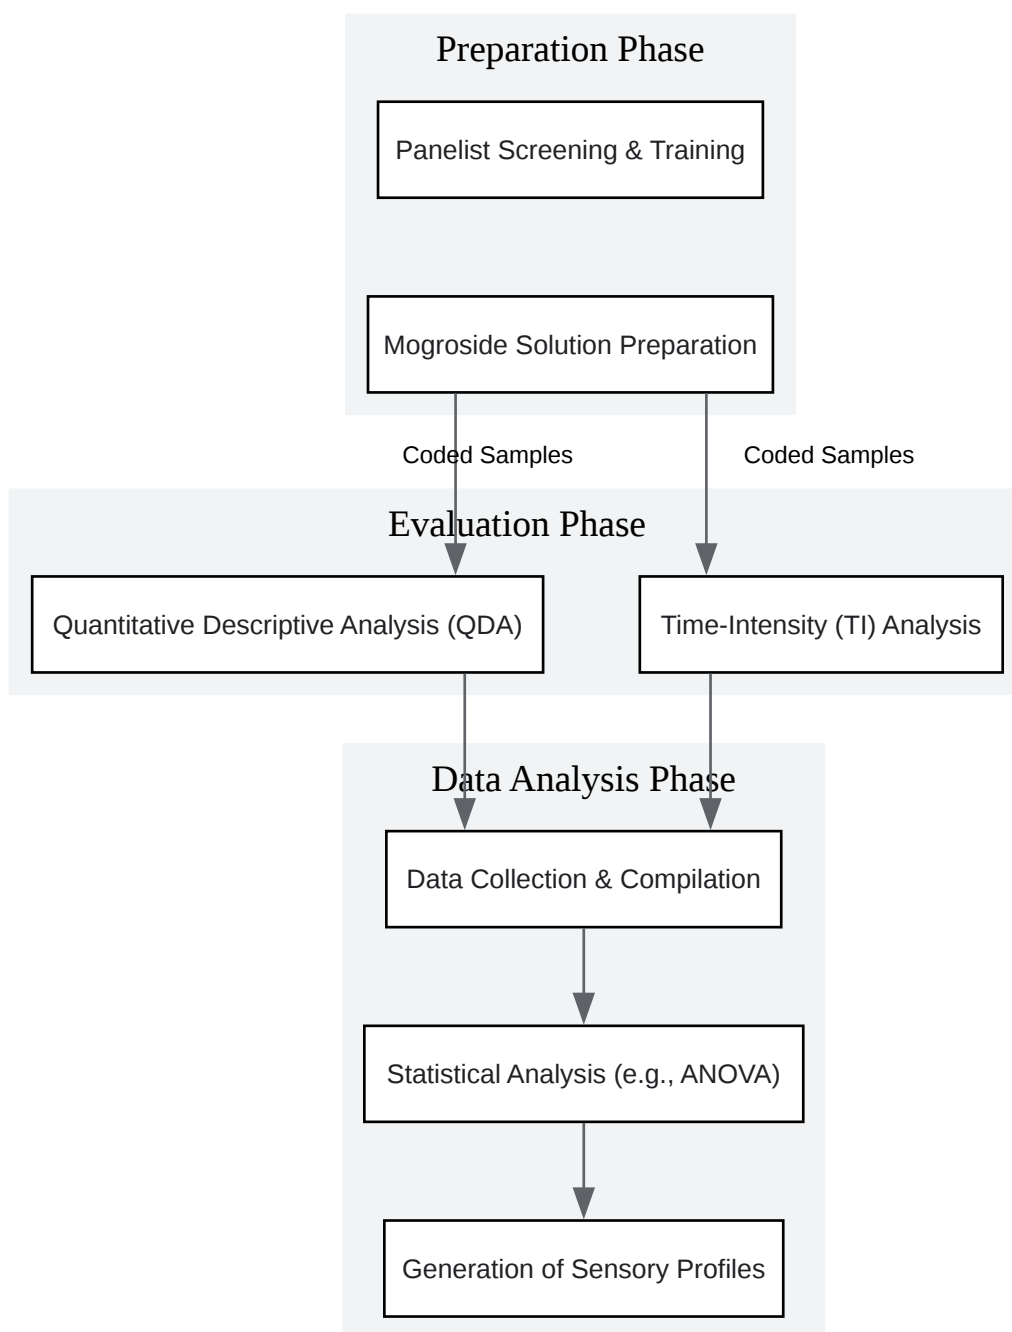 Preparation Phase
Panelist Screening & Training
Mogroside Solution Preparation
Coded Samples
Coded Samples
Evaluation Phase
Quantitative Descriptive Analysis (QDA)
Time-Intensity (TI) Analysis
Data Analysis Phase
Data Collection & Compilation
Statistical Analysis (e.g., ANOVA)
Generation of Sensory Profiles